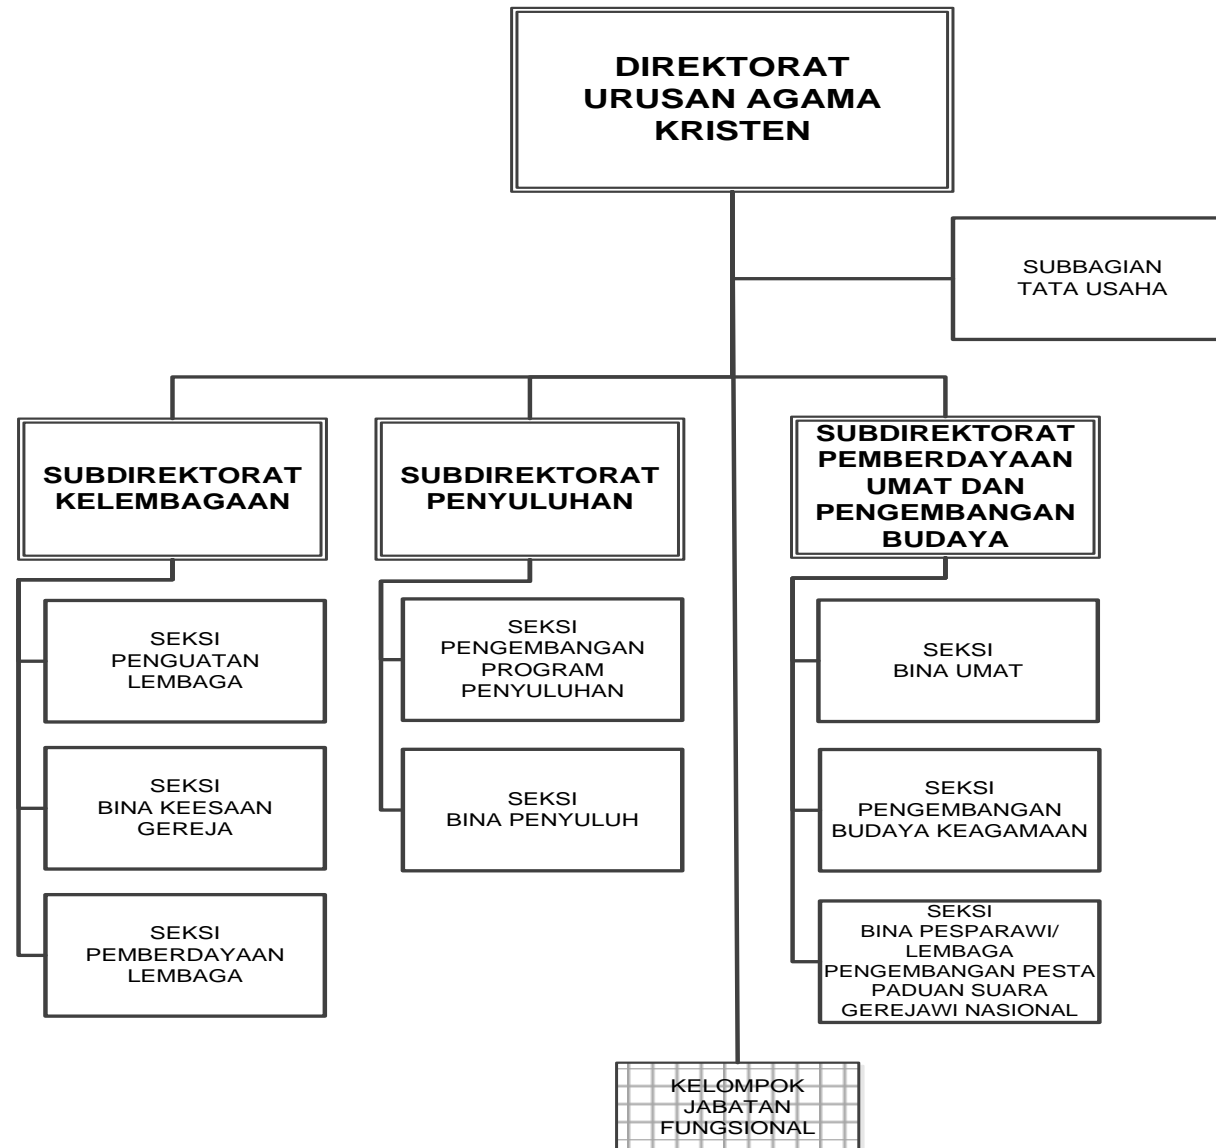 DIREKTORAT
URUSAN AGAMA
KRISTEN
SUBBAGIAN
TATA USAHA
SUBDIREKTORAT
KELEMBAGAAN
SUBDIREKTORAT
PENYULUHAN
SUBDIREKTORAT
PEMBERDAYAAN
UMAT DAN
PENGEMBANGAN
BUDAYA
SEKSI
PENGUATAN
LEMBAGA
SEKSI
BINA KEESAAN
GEREJA
SEKSI
PEMBERDAYAAN
LEMBAGA
SEKSI
PENGEMBANGAN
PROGRAM
PENYULUHAN
SEKSI
BINA PENYULUH
SEKSI
BINA UMAT
SEKSI
PENGEMBANGAN
BUDAYA KEAGAMAAN
SEKSI
BINA PESPARAWI/
LEMBAGA
PENGEMBANGAN PESTA
PADUAN SUARA
GEREJAWI NASIONAL
KELOMPOK
JABATAN
FUNGSIONAL